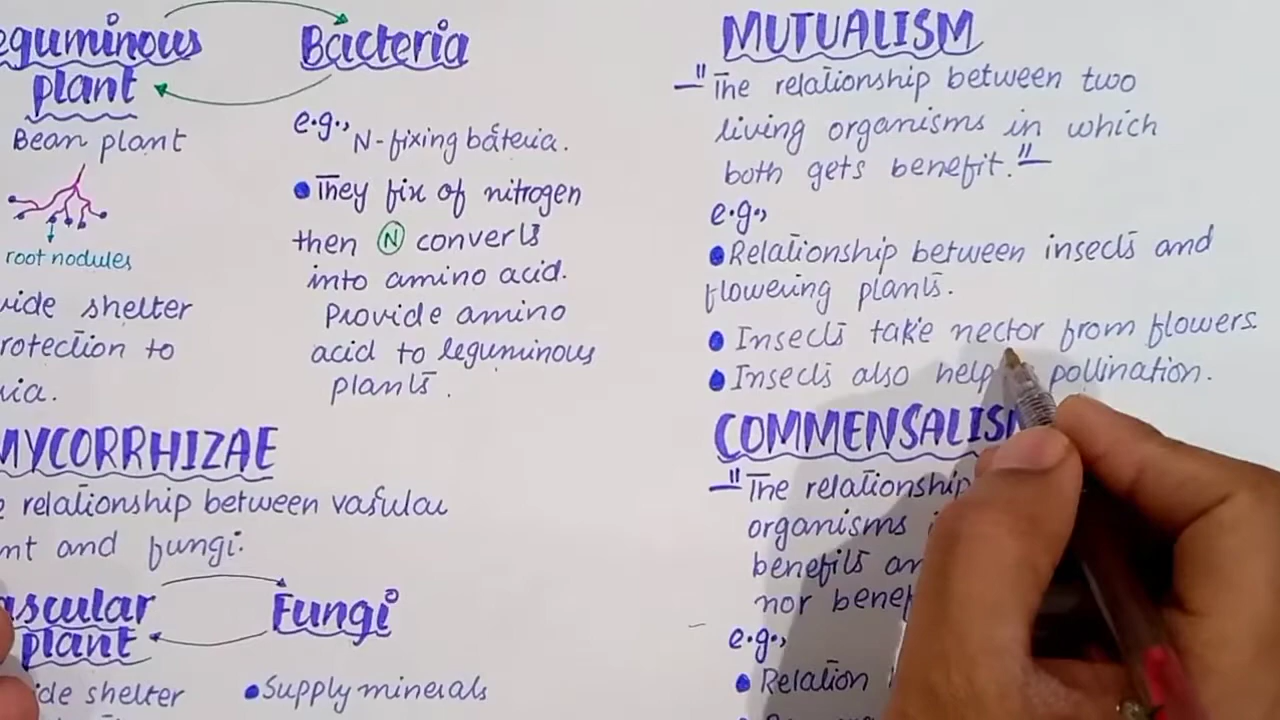 eguminous
plant
Bean plant
root nodules
vide shelter
rotection to
ria.
Bacteria
e.g., N-fixing bateria.
• They fix of nitrogen
then N converts
into amino acid.
Provide amino
acid to leguminous
plants.
MYCORRHIZAE
e relationship between vasular
nt and fungi.
ascular
plant
ide shelter
Fungi
• Supply minerals
MUTUALISM
"The relationship between two
living organisms in which
both gets benefit."
e.g.,
• Relationship between insects and
flowering plants.
• Insects take nector from flowers.
• Insects also help pollination.
COMMENSALISM
"The relationship
organisms
benefits an
nor benef
e.g.,
• Relation